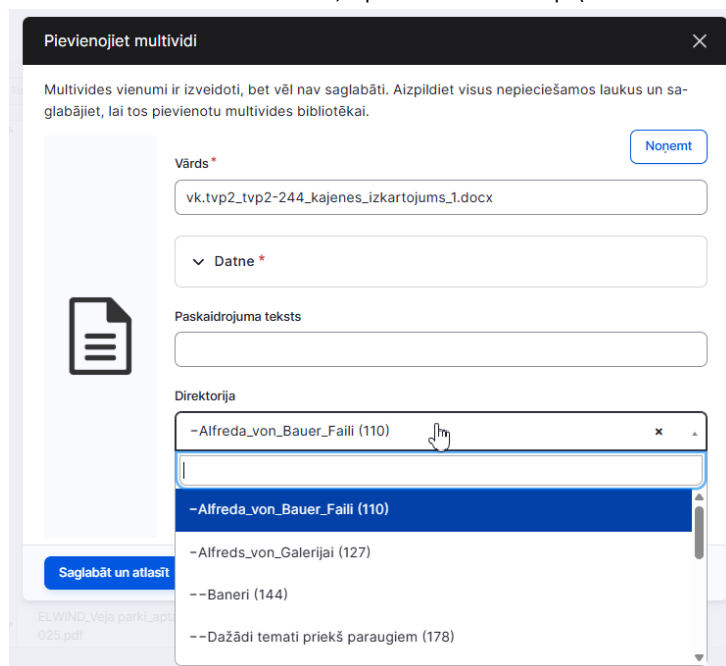 Pievienojiet multividi
Multivides vienumi ir izveidoti, bet vēl nav saglabāti. Aizpildiet visus nepieciešamos laukus un sa-
glabājiet, lai tos pievienotu multivides bibliotēkai.
Noņemt
Vārds *
vk.tvp2_tvp2-244_kajenes_izkartojums_1.docx
Datne *
Paskaidrojuma teksts
Direktorija
-Alfreda_von_Bauer_Faili (110)
-Alfreda_von_Bauer_Faili (110)
-Alfreds_von_Galerijai (127)
Saglabāt un atlasīt
--Baneri (144)
ELWIND_Veja parki_apt
025.pdf
--Dažādi temati priekš paraugiem (178)